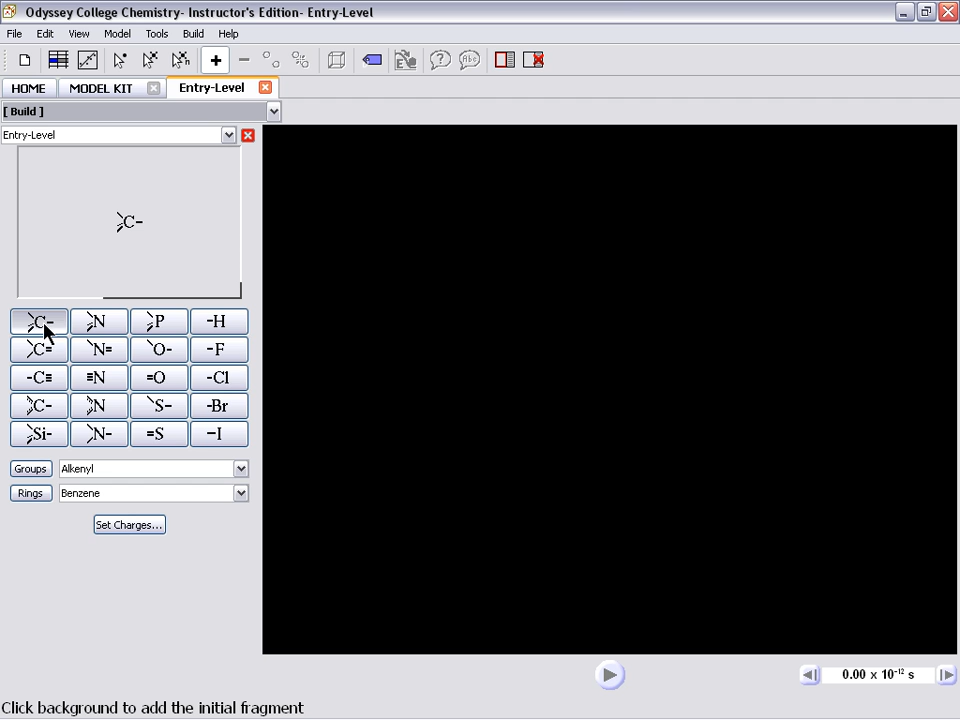 Odyssey College Chemistry- Instructor's Edition- Entry-Level
File Edit View Model Tools Build Help
HOME MODEL KIT Entry-Level
[ Build ]
Entry-Level
C-
C- N P -H
C= N= O- -F
-C≡ ≡N =O -Cl
C- N S- -Br
Si- N- =S -I
Groups Alkenyl
Rings Benzene
Set Charges...
0.00 x 10⁻¹² s
Click background to add the initial fragment